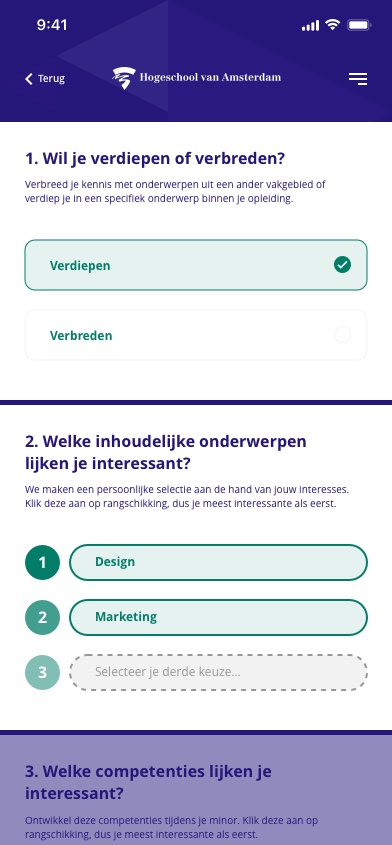 9:41
Terug
Hogeschool van Amsterdam
1. Wil je verdiepen of verbreden?
Verbreed je kennis met onderwerpen uit een ander vakgebied of
verdiep je in een specifiek onderwerp binnen je opleiding.
Verdiepen
Verbreden
2. Welke inhoudelijke onderwerpen
lijken je interessant?
We maken een persoonlijke selectie aan de hand van jouw interesses.
Klik deze aan op rangschikking, dus je meest interessante als eerst.
1 Design
2 Marketing
3 Selecteer je derde keuze...
3. Welke competenties lijken je
interessant?
Ontwikkel deze competenties tijdens je minor. Klik deze aan op
rangschikking, dus je meest interessante als eerst.